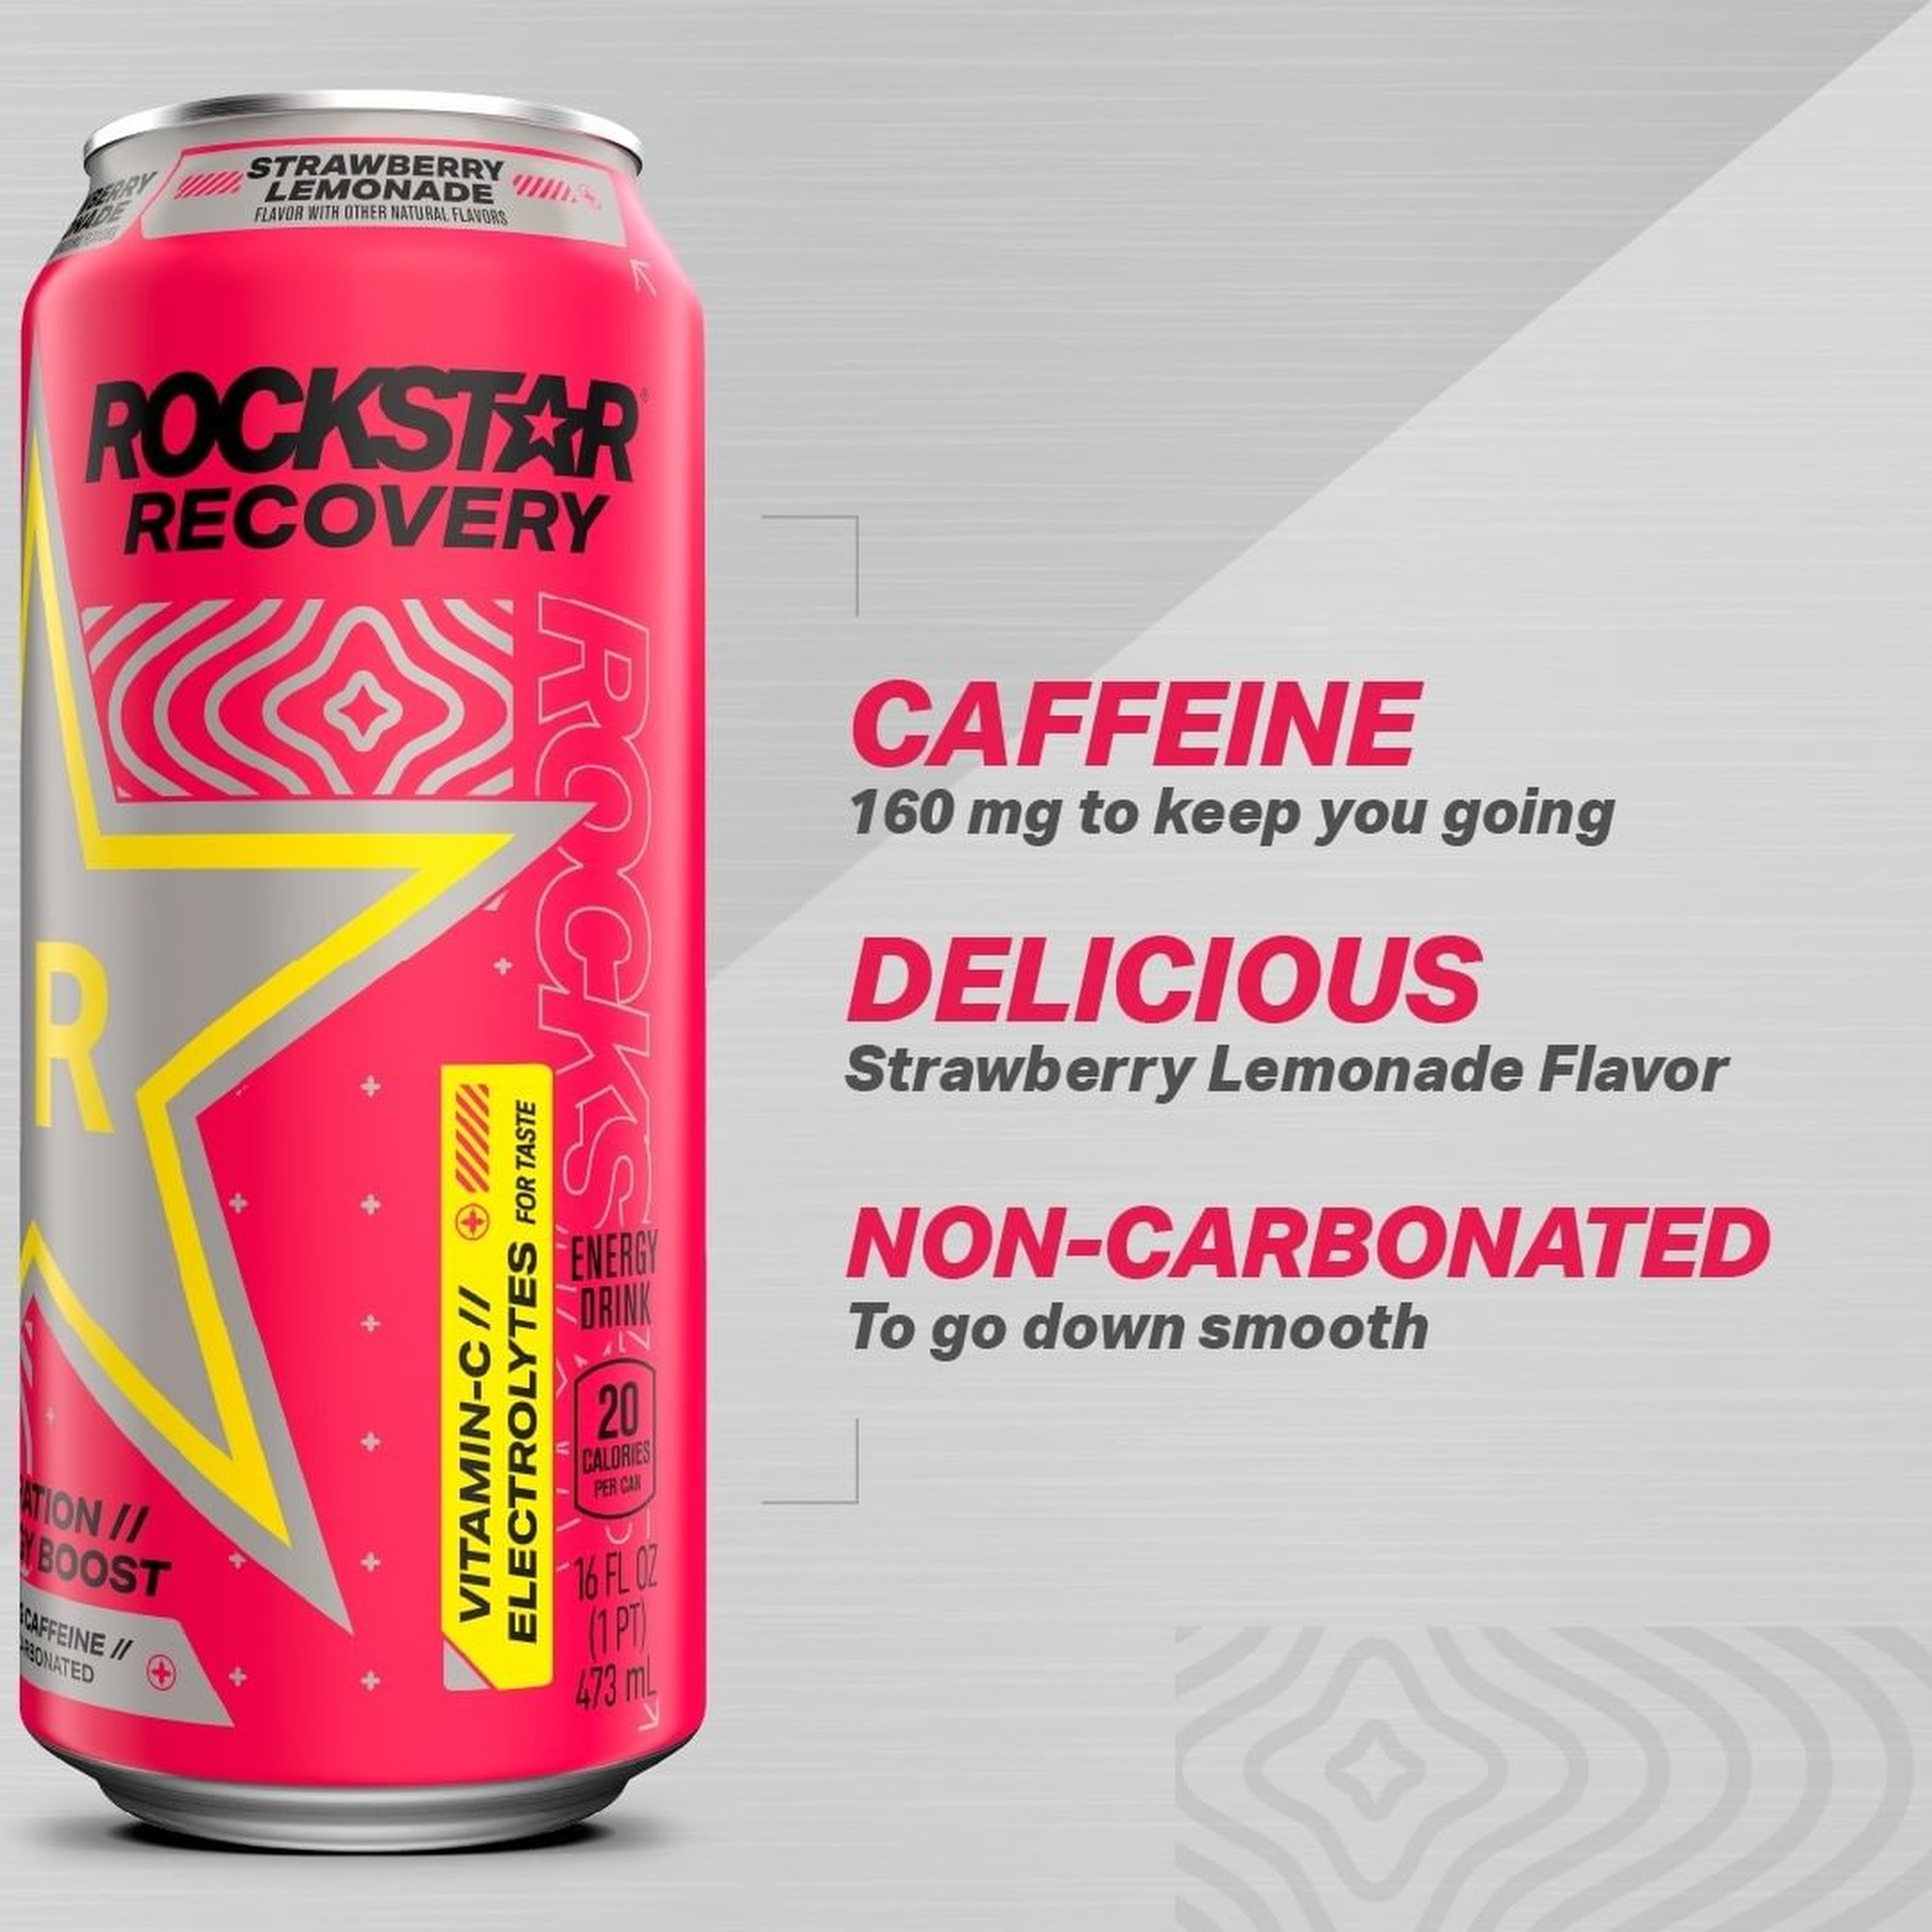 STRAWBERRY
LEMONADE
FLAVOR WITH OTHER NATURAL FLAVORS
ROCKSTAR
RECOVERY
ROCKS
R
VITAMIN-C //
ELECTROLYTES FOR TASTE
ENERGY
DRINK
20
CALORIES
PER CAN
16 FL OZ
(1 PT)
473 mL
BOOST
CAFFEINE //
CAFFEINE
160 mg to keep you going
DELICIOUS
Strawberry Lemonade Flavor
NON-CARBONATED
To go down smooth